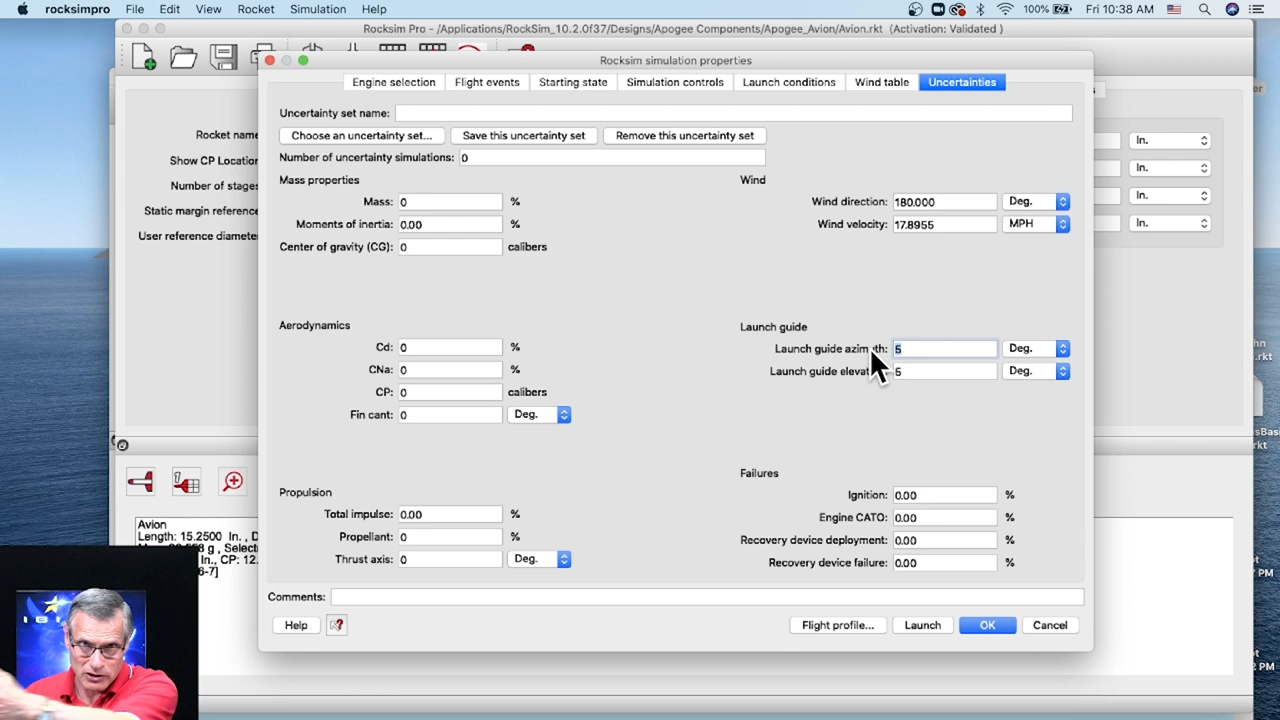 rocksimpro File Edit View Rocket Simulation Help 100% Fri 10:38 AM
Rocksim Pro - /Applications/RockSim_10.2.0f37/Designs/Apogee Components/Apogee_Avion/Avion.rkt (Activation: Validated )
Rocksim simulation properties
Engine selection Flight events Starting state Simulation controls Launch conditions Wind table Uncertainties
Uncertainty set name:
Choose an uncertainty set... Save this uncertainty set Remove this uncertainty set
Number of uncertainty simulations: 0
Mass properties
Mass: 0 %
Moments of inertia: 0.00 %
Center of gravity (CG): 0 calibers
Wind
Wind direction: 180.000 Deg.
Wind velocity: 17.8955 MPH
Aerodynamics
Cd: 0 %
CNa: 0 %
CP: 0 calibers
Fin cant: 0 Deg.
Launch guide
Launch guide azimuth: 5 Deg.
5 Deg.
Propulsion
Total impulse: 0.00 %
Propellant: 0 %
Thrust axis: 0 Deg.
Failures
Ignition: 0.00 %
Engine CATO: 0.00 %
Recovery device deployment: 0.00 %
Recovery device failure: 0.00 %
Comments:
Help Flight profile... Launch OK Cancel
Rocket name
Show CP Location
Number of stages
Static margin reference
User reference diameter
In.
In.
In.
In.
Avion
Length: 15.2500 In. , D
In., CP: 12.
6-7]
.rkt
rkt